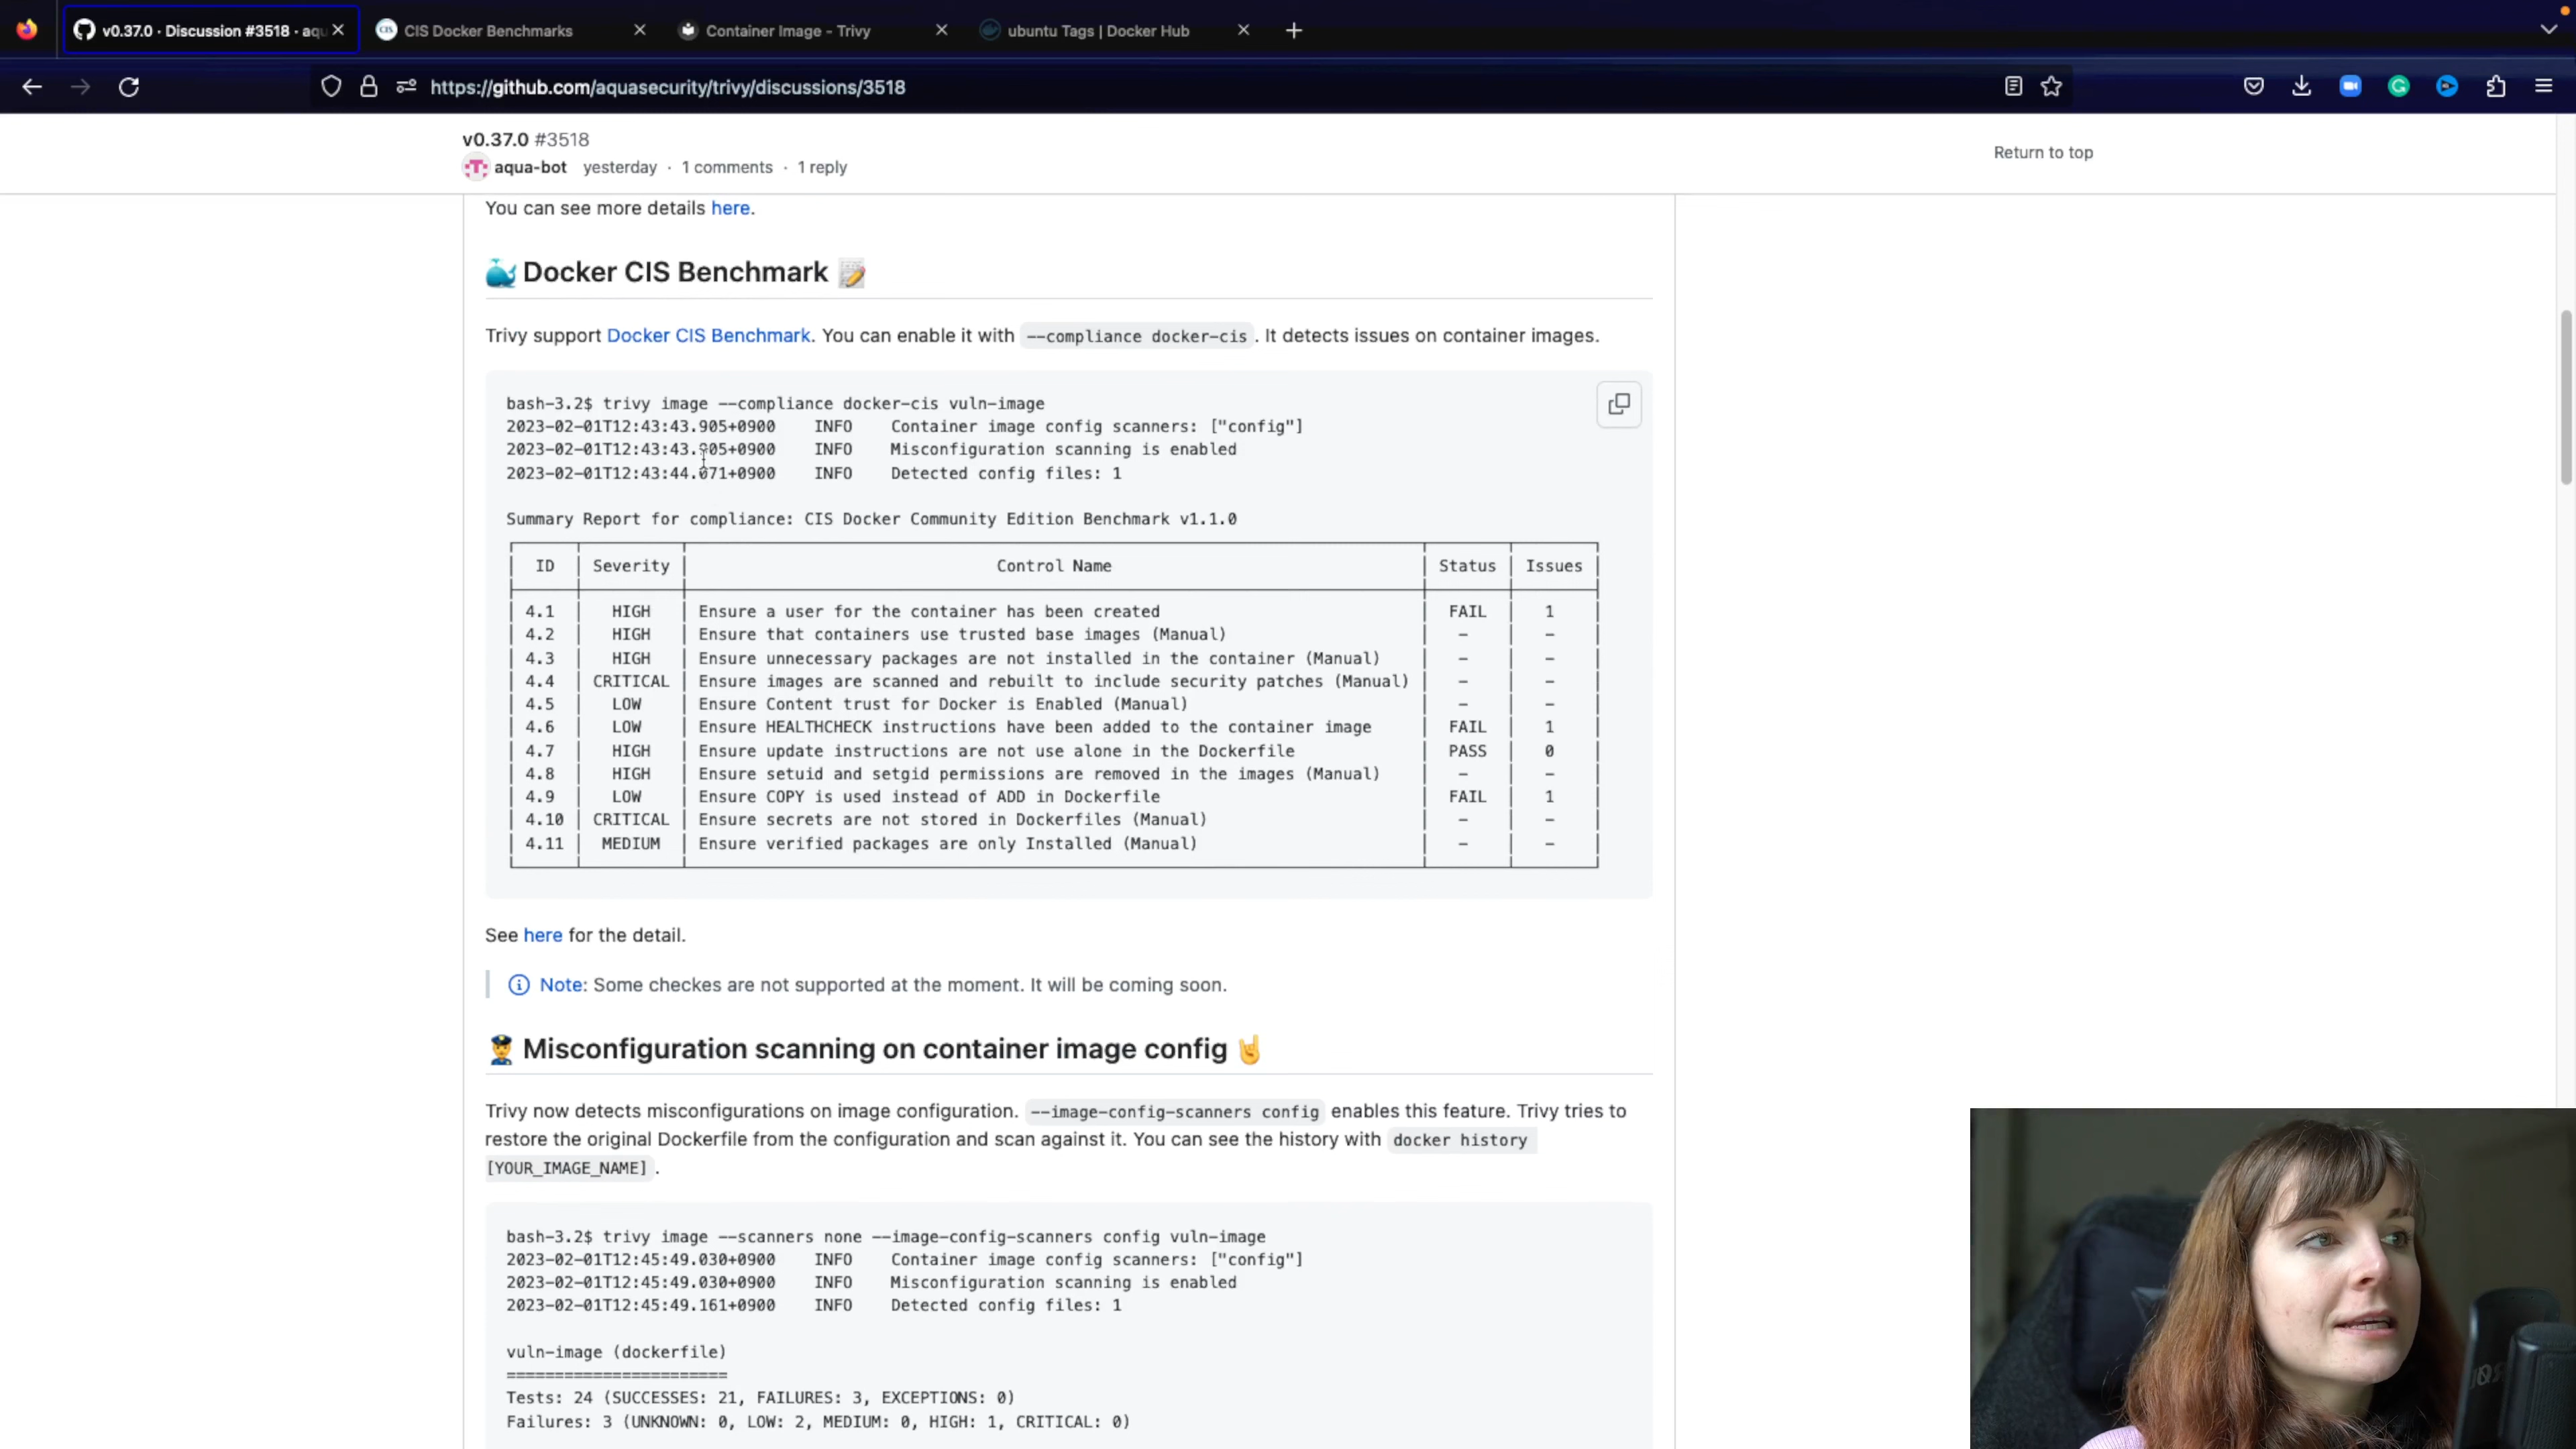 v0.37.0 · Discussion #3518 · aqu
CIS Docker Benchmarks
Container Image - Trivy
ubuntu Tags | Docker Hub
https://github.com/aquasecurity/trivy/discussions/3518
v0.37.0 #3518
aqua-bot yesterday · 1 comments · 1 reply
Return to top
You can see more details here.
Docker CIS Benchmark
Trivy support Docker CIS Benchmark. You can enable it with --compliance docker-cis . It detects issues on container images.
bash-3.2$ trivy image --compliance docker-cis vuln-image
2023-02-01T12:43:43.905+0900 INFO Container image config scanners: ["config"]
2023-02-01T12:43:43.905+0900 INFO Misconfiguration scanning is enabled
2023-02-01T12:43:44.071+0900 INFO Detected config files: 1
Summary Report for compliance: CIS Docker Community Edition Benchmark v1.1.0
ID Severity Control Name Status Issues
4.1 HIGH Ensure a user for the container has been created FAIL 1
4.2 HIGH Ensure that containers use trusted base images (Manual) - -
4.3 HIGH Ensure unnecessary packages are not installed in the container (Manual) - -
4.4 CRITICAL Ensure images are scanned and rebuilt to include security patches (Manual) - -
4.5 LOW Ensure Content trust for Docker is Enabled (Manual) - -
4.6 LOW Ensure HEALTHCHECK instructions have been added to the container image FAIL 1
4.7 HIGH Ensure update instructions are not use alone in the Dockerfile PASS 0
4.8 HIGH Ensure setuid and setgid permissions are removed in the images (Manual) - -
4.9 LOW Ensure COPY is used instead of ADD in Dockerfile FAIL 1
4.10 CRITICAL Ensure secrets are not stored in Dockerfiles (Manual) - -
4.11 MEDIUM Ensure verified packages are only Installed (Manual) - -
See here for the detail.
Note: Some checkes are not supported at the moment. It will be coming soon.
Misconfiguration scanning on container image config
Trivy now detects misconfigurations on image configuration. --image-config-scanners config enables this feature. Trivy tries to
restore the original Dockerfile from the configuration and scan against it. You can see the history with docker history
[YOUR_IMAGE_NAME] .
bash-3.2$ trivy image --scanners none --image-config-scanners config vuln-image
2023-02-01T12:45:49.030+0900 INFO Container image config scanners: ["config"]
2023-02-01T12:45:49.030+0900 INFO Misconfiguration scanning is enabled
2023-02-01T12:45:49.161+0900 INFO Detected config files: 1
vuln-image (dockerfile)
=======================
Tests: 24 (SUCCESSES: 21, FAILURES: 3, EXCEPTIONS: 0)
Failures: 3 (UNKNOWN: 0, LOW: 2, MEDIUM: 0, HIGH: 1, CRITICAL: 0)